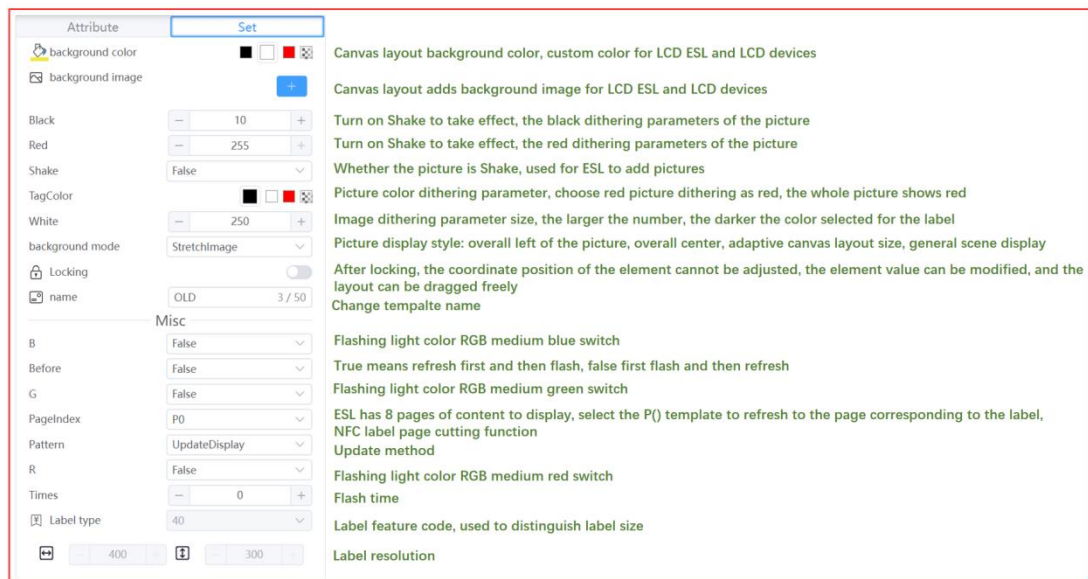 Attribute Set
background color Canvas layout background color, custom color for LCD ESL and LCD devices
background image
+ Canvas layout adds background image for LCD ESL and LCD devices
Black − 10 + Turn on Shake to take effect, the black dithering parameters of the picture
Red − 255 + Turn on Shake to take effect, the red dithering parameters of the picture
Shake False Whether the picture is Shake, used for ESL to add pictures
TagColor Picture color dithering parameter, choose red picture dithering as red, the whole picture shows red
White − 250 + Image dithering parameter size, the larger the number, the darker the color selected for the label
background mode StretchImage Picture display style: overall left of the picture, overall center, adaptive canvas layout size, general scene display
Locking After locking, the coordinate position of the element cannot be adjusted, the element value can be modified, and the
layout can be dragged freely
name OLD 3 / 50 Change tempalte name
Misc
B False Flashing light color RGB medium blue switch
Before False True means refresh first and then flash, false first flash and then refresh
G False Flashing light color RGB medium green switch
PageIndex P0 ESL has 8 pages of content to display, select the P() template to refresh to the page corresponding to the label,
NFC label page cutting function
Pattern UpdateDisplay Update method
R False Flashing light color RGB medium red switch
Times − 0 + Flash time
Label type 40 Label feature code, used to distinguish label size
− 400 + − 300 + Label resolution